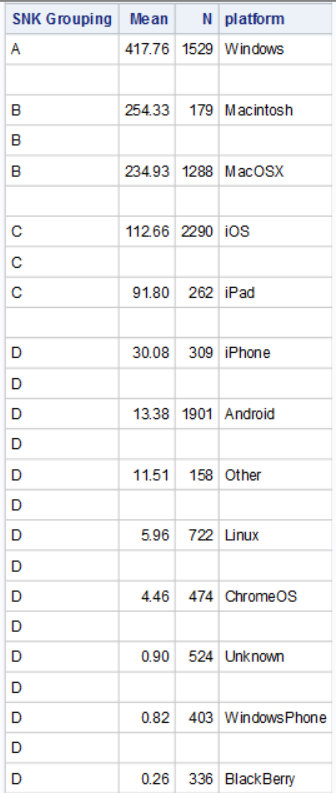 SNK Grouping Mean N platform
A 417.76 1529 Windows
B 254.33 179 Macintosh
B
B 234.93 1288 MacOSX
C 112.66 2290 iOS
C
C 91.80 262 iPad
D 30.08 309 iPhone
D
D 13.38 1901 Android
D
D 11.51 158 Other
D
D 5.96 722 Linux
D
D 4.46 474 ChromeOS
D
D 0.90 524 Unknown
D
D 0.82 403 WindowsPhone
D
D 0.26 336 BlackBerry